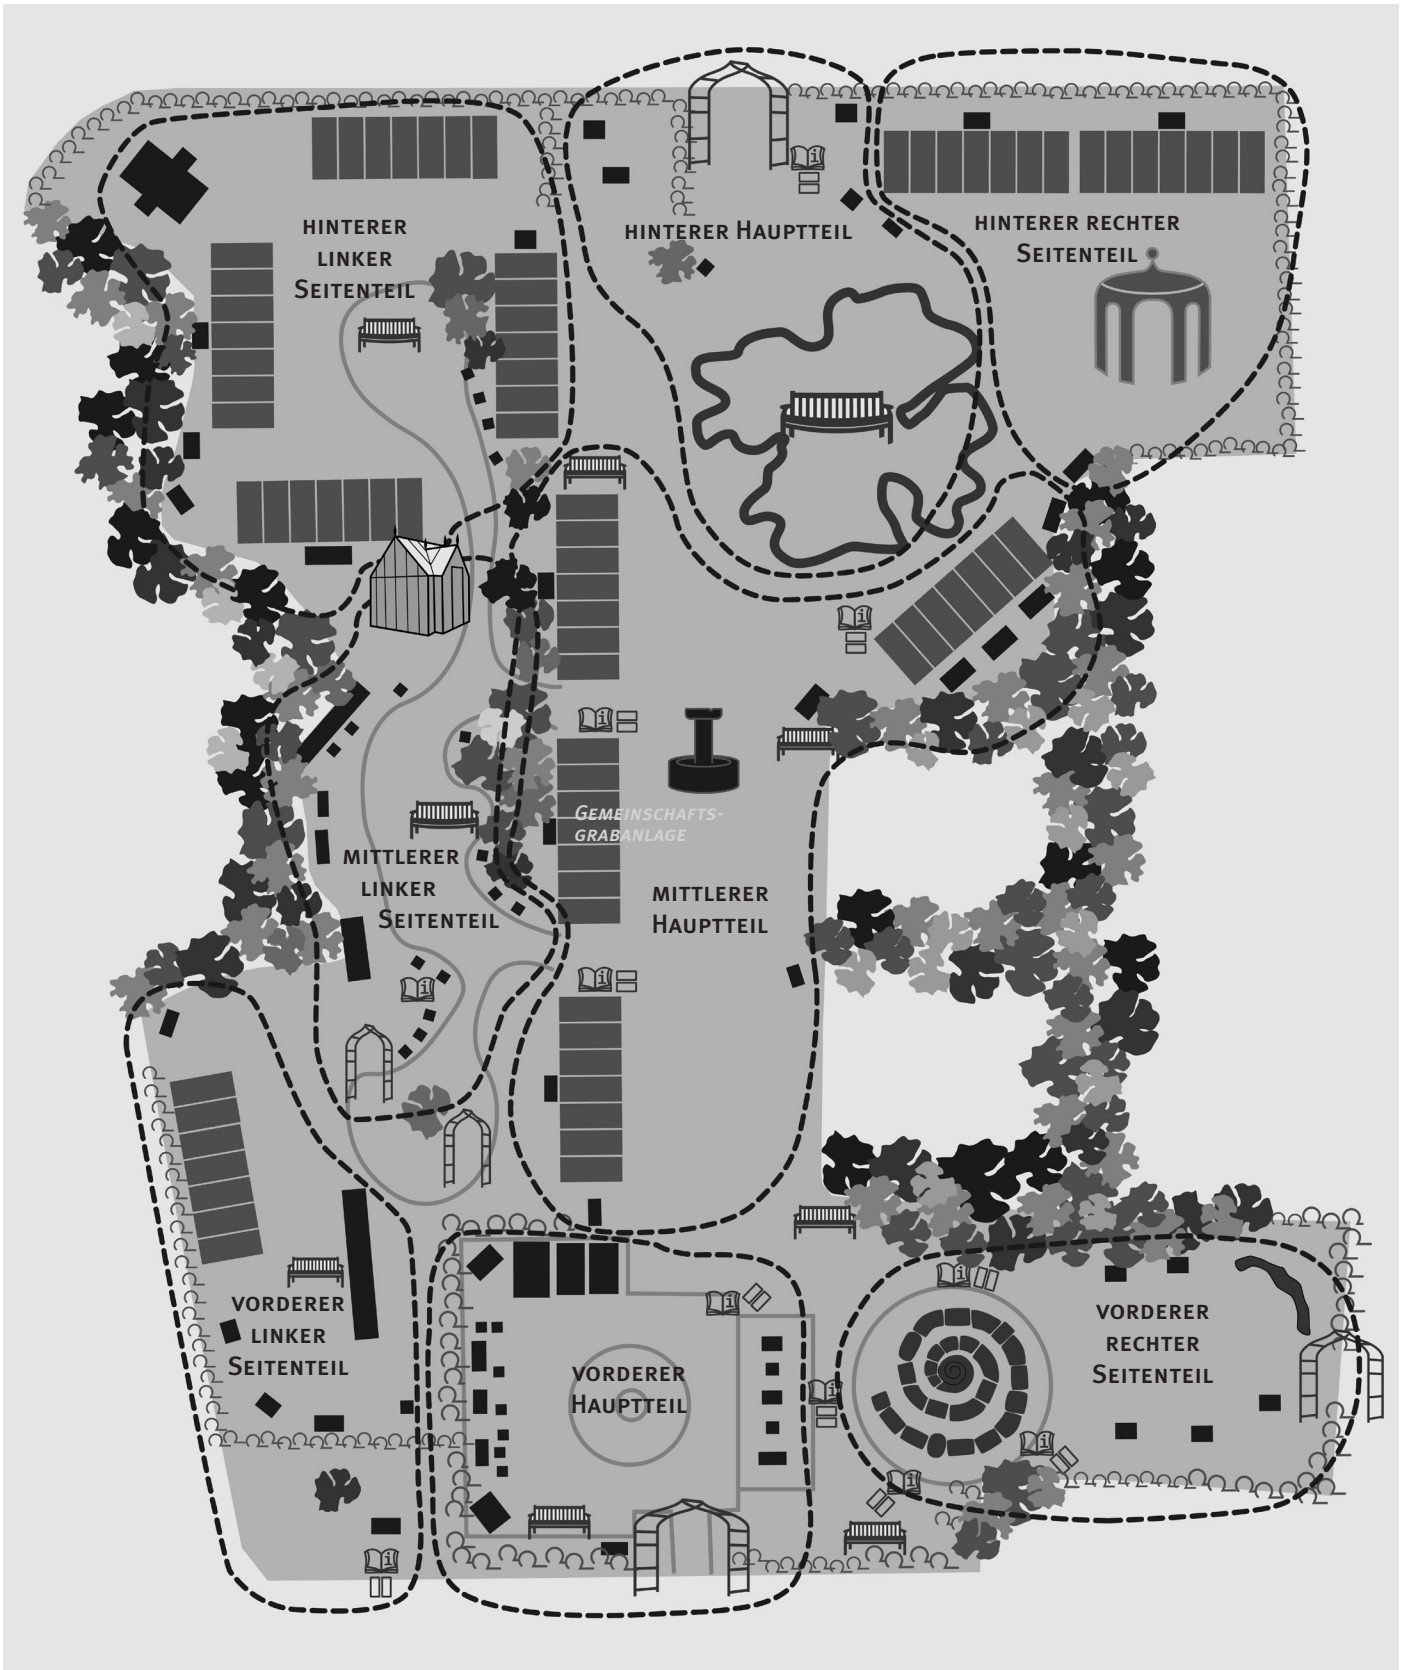 HINTERER
LINKER
SEITENTEIL
HINTERER HAUPTTEIL
HINTERER RECHTER
SEITENTEIL
GEMEINSCHAFTS-
GRABANLAGE
MITTLERER
LINKER
SEITENTEIL
MITTLERER
HAUPTTEIL
VORDERER
LINKER
SEITENTEIL
VORDERER
HAUPTTEIL
VORDERER
RECHTER
SEITENTEIL
i
i
i
i
i
i
i
i
i
i
i